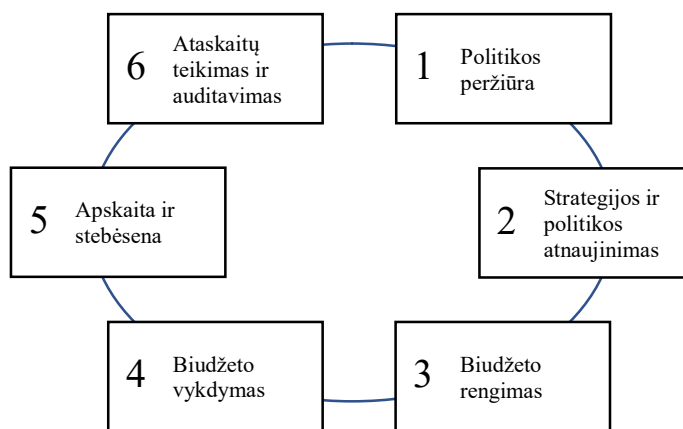 1 Politikos
peržiūra
2 Strategijos ir
politikos
atnaujinimas
3 Biudžeto
rengimas
4 Biudžeto
vykdymas
5 Apskaita ir
stebėsena
6 Ataskaitų
teikimas ir
auditavimas